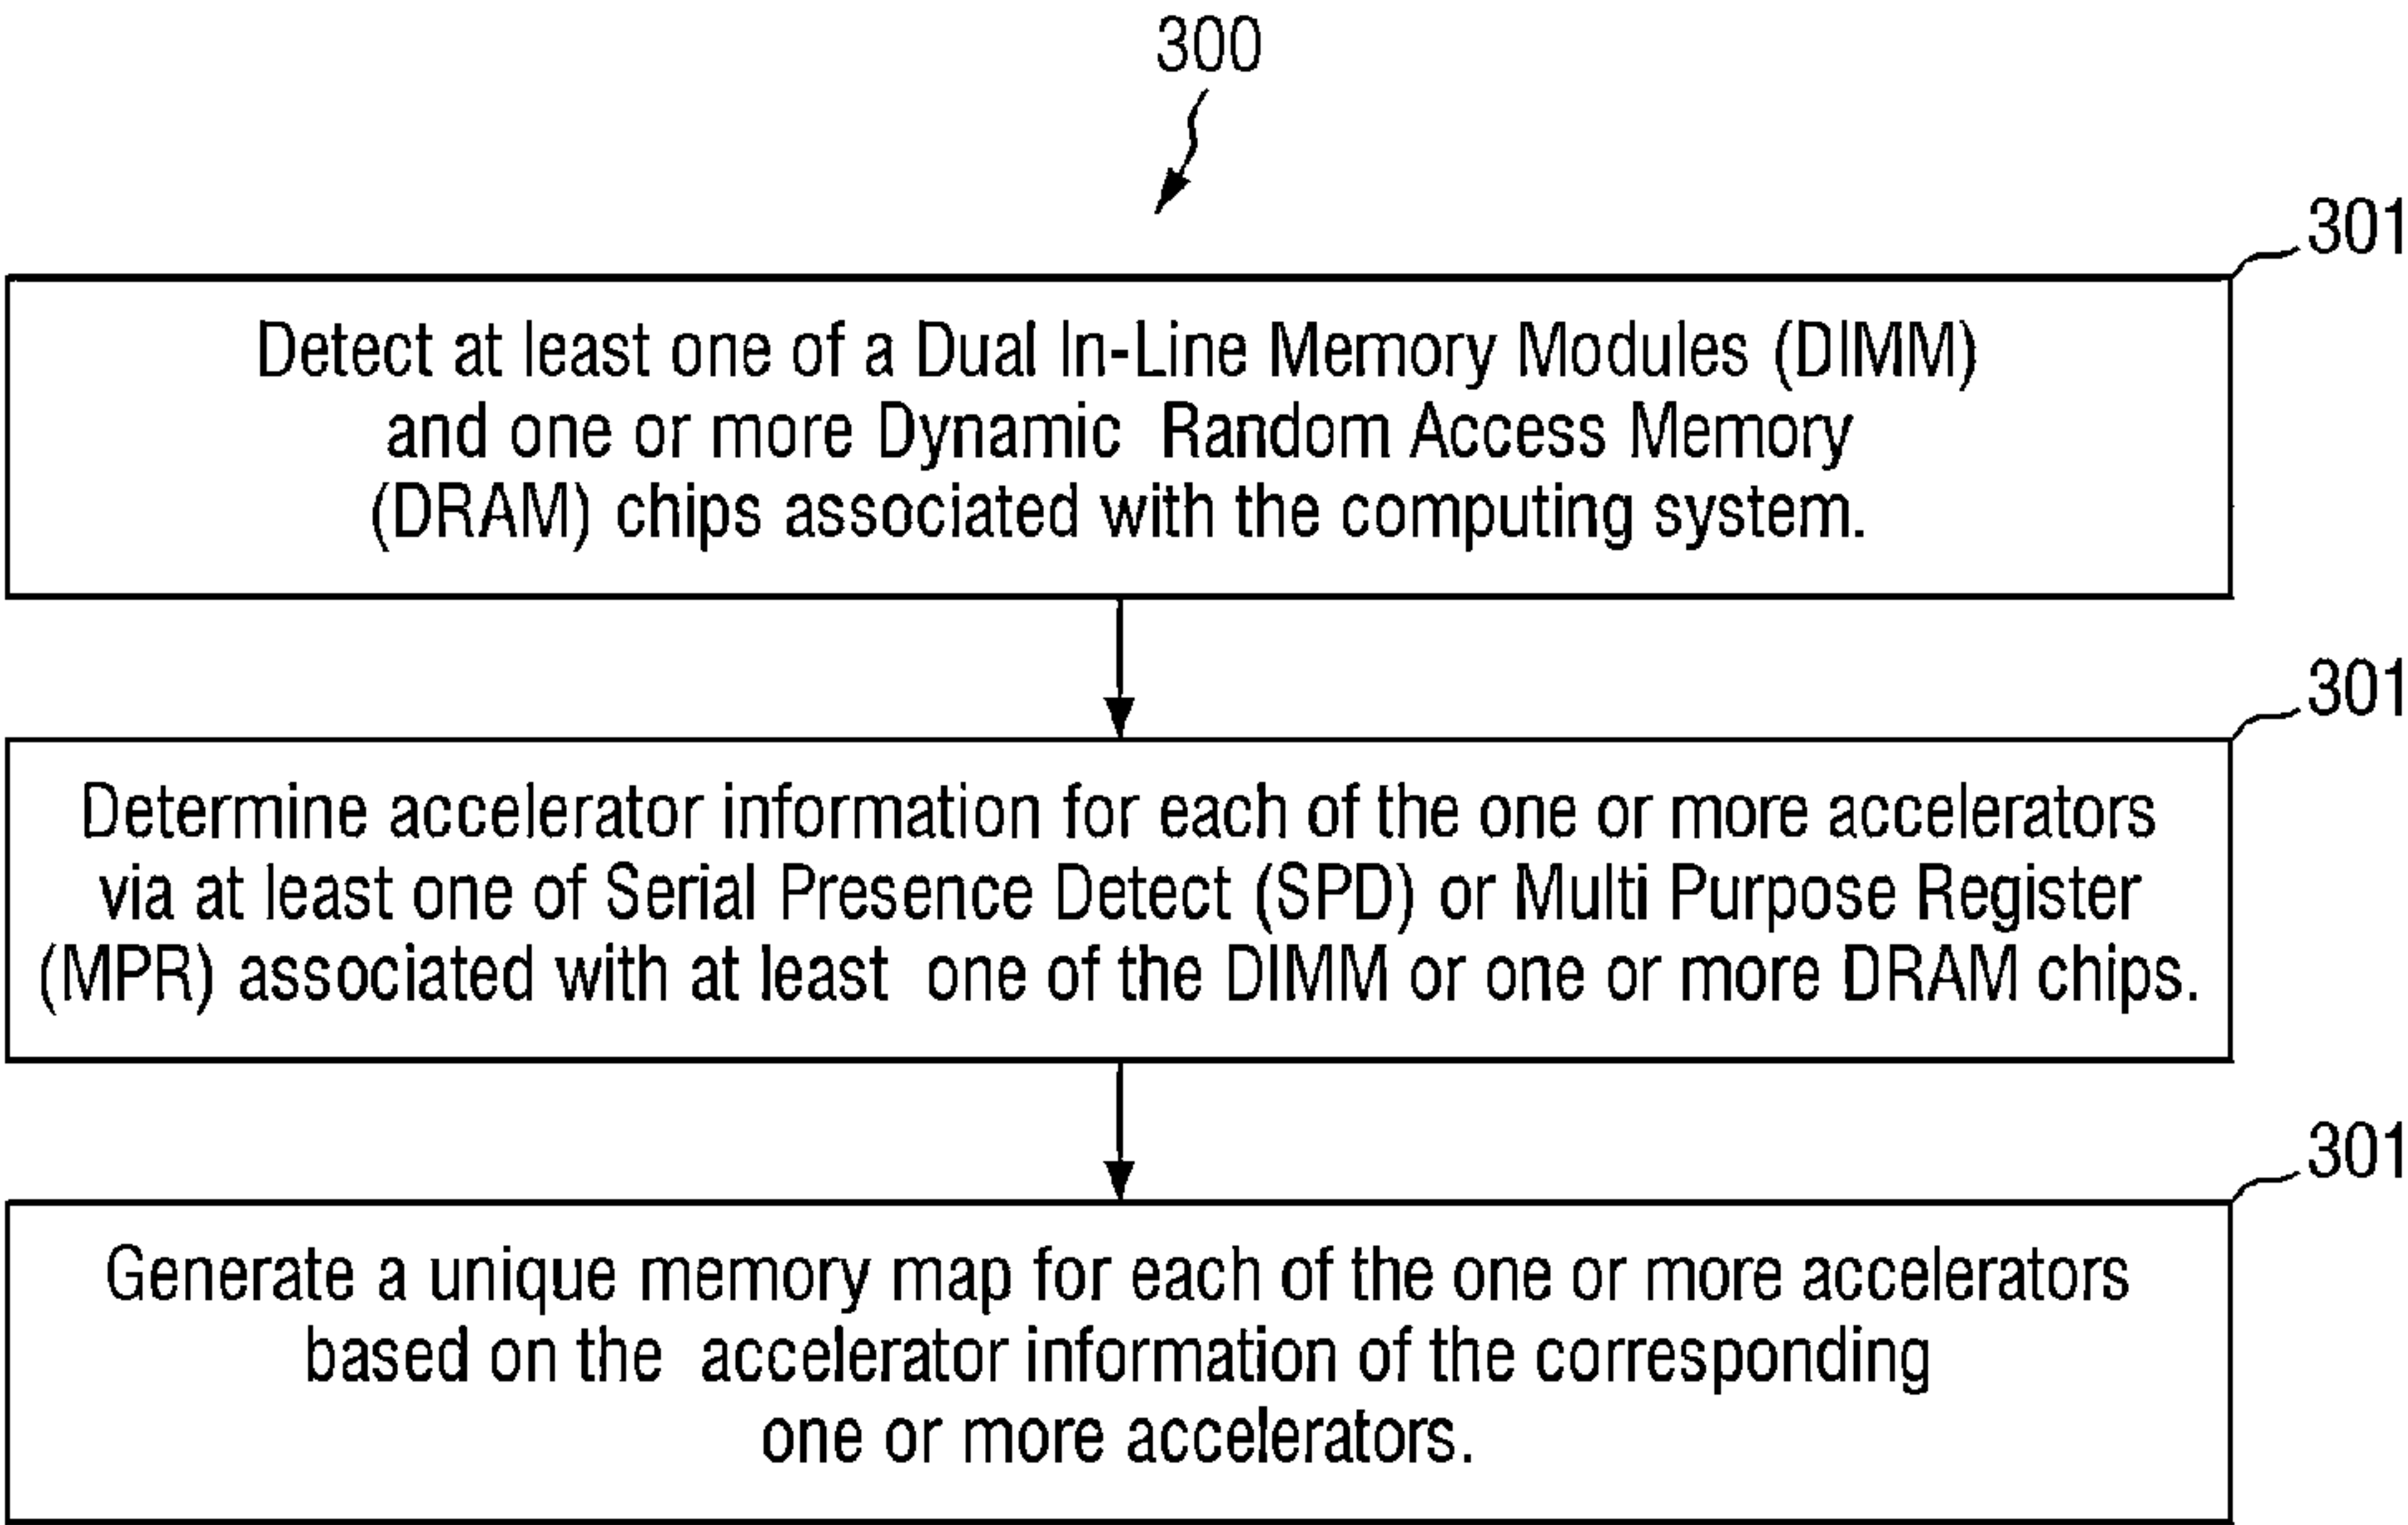 300
301
Detect at least one of a Dual In-Line Memory Modules (DIMM)
and one or more Dynamic Random Access Memory
(DRAM) chips associated with the computing system.
301
Determine accelerator information for each of the one or more accelerators
via at least one of Serial Presence Detect (SPD) or Multi Purpose Register
(MPR) associated with at least one of the DIMM or one or more DRAM chips.
301
Generate a unique memory map for each of the one or more accelerators
based on the accelerator information of the corresponding
one or more accelerators.